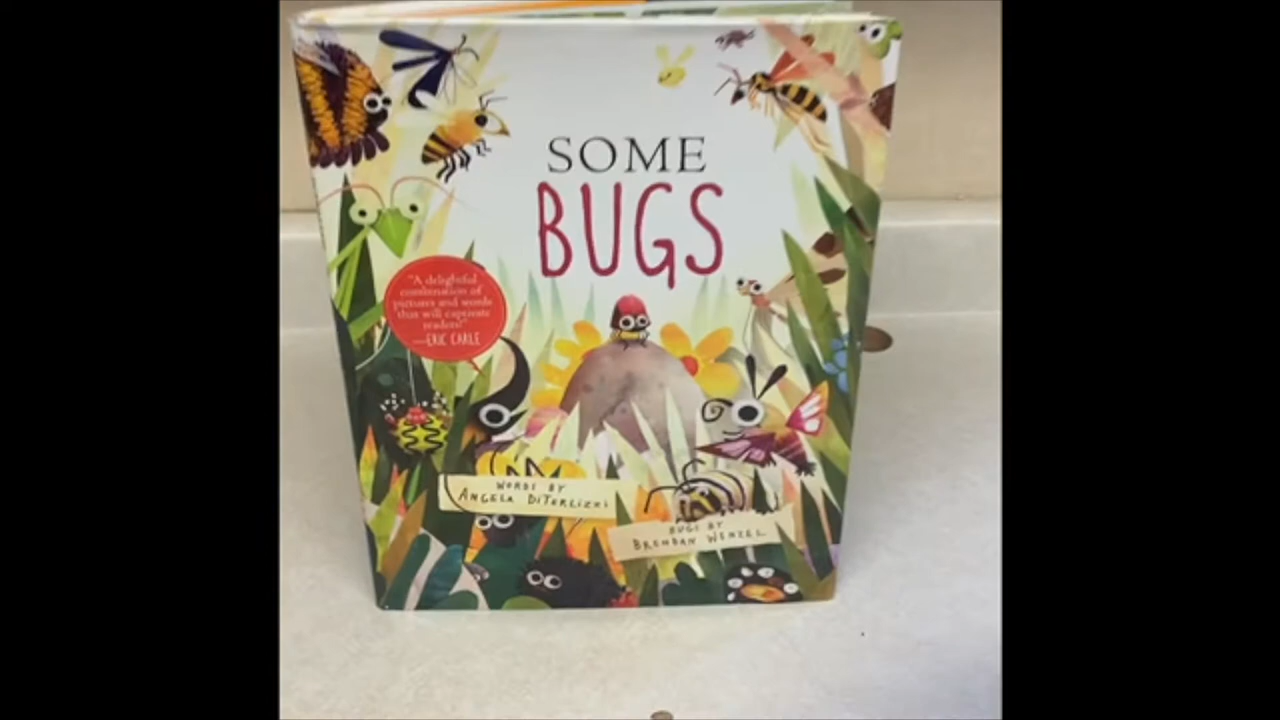 SOME
BUGS
"A delightful
combination of
pictures and words
that will captivate
readers!"
—ERIC CARLE
WORDS BY
ANGELA DITERLIZZI
BUGS BY
BRENDAN WENZEL